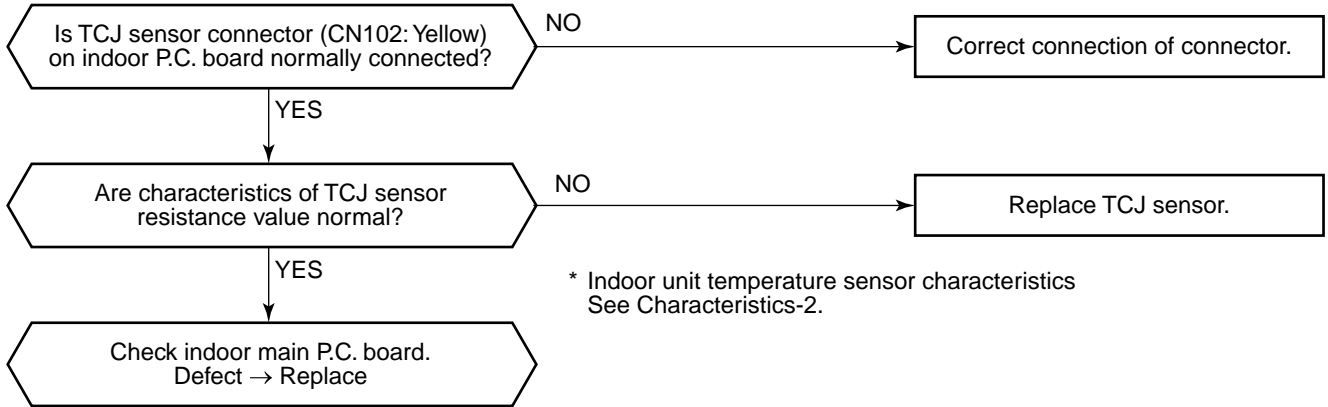 Is TCJ sensor connector (CN102: Yellow)
on indoor P.C. board normally connected?
NO
Correct connection of connector.
YES
Are characteristics of TCJ sensor
resistance value normal?
NO
Replace TCJ sensor.
YES
* Indoor unit temperature sensor characteristics
See Characteristics-2.
Check indoor main P.C. board.
Defect → Replace